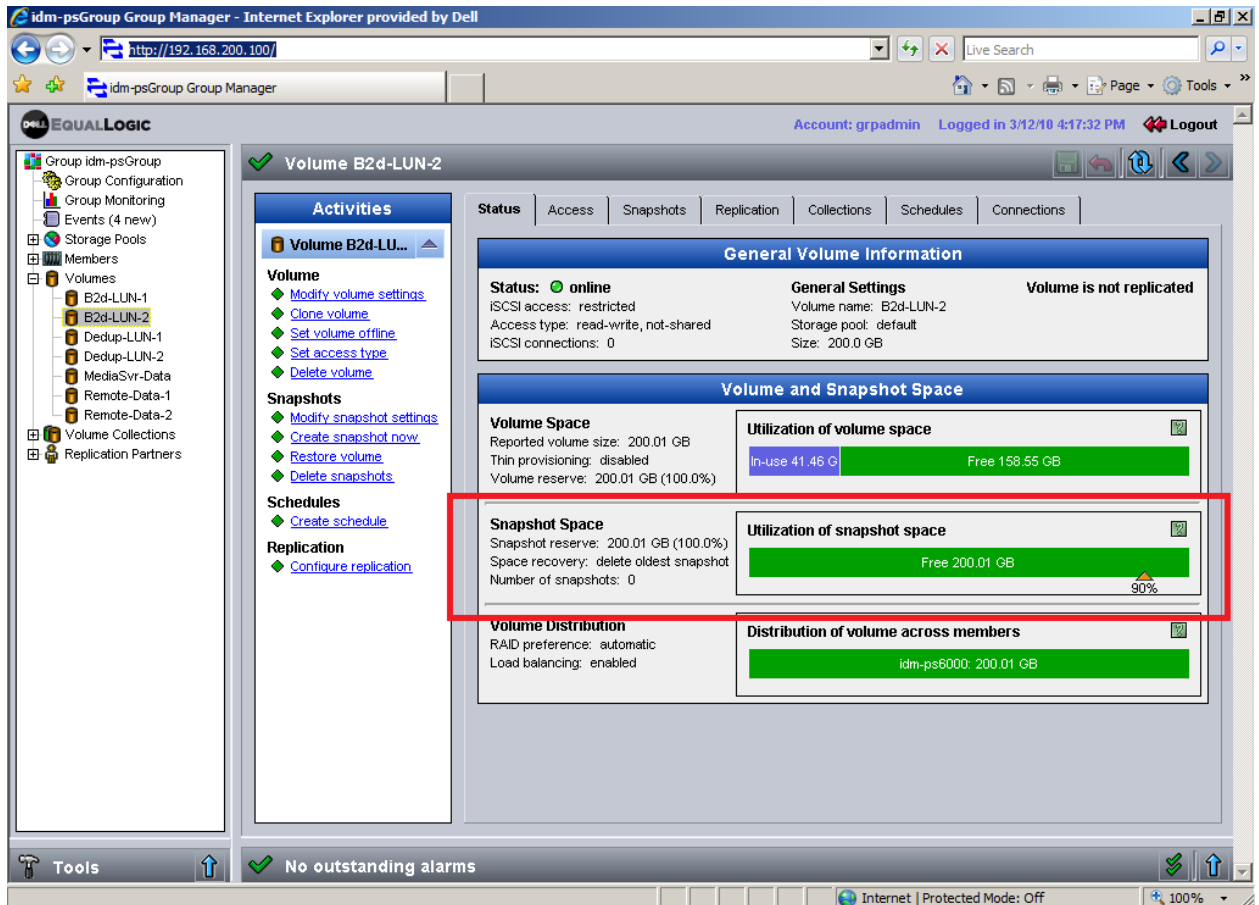 idm-psGroup Group Manager - Internet Explorer provided by Dell
http://192.168.200.100/
Live Search
idm-psGroup Group Manager
Page
Tools
DELL EQUALLOGIC
Account: grpadmin Logged in 3/12/10 4:17:32 PM Logout
Group idm-psGroup
Group Configuration
Group Monitoring
Events (4 new)
Storage Pools
Members
Volumes
B2d-LUN-1
B2d-LUN-2
Dedup-LUN-1
Dedup-LUN-2
MediaSvr-Data
Remote-Data-1
Remote-Data-2
Volume Collections
Replication Partners
Tools
Volume B2d-LUN-2
Activities
Volume B2d-LU...
Volume
Modify volume settings
Clone volume
Set volume offline
Set access type
Delete volume
Snapshots
Modify snapshot settings
Create snapshot now
Restore volume
Delete snapshots
Schedules
Create schedule
Replication
Configure replication
Status Access Snapshots Replication Collections Schedules Connections
General Volume Information
Status: online
iSCSI access: restricted
Access type: read-write, not-shared
iSCSI connections: 0
General Settings
Volume name: B2d-LUN-2
Storage pool: default
Size: 200.0 GB
Volume is not replicated
Volume and Snapshot Space
Volume Space
Reported volume size: 200.01 GB
Thin provisioning: disabled
Volume reserve: 200.01 GB (100.0%)
Utilization of volume space
In-use 41.46 G
Free 158.55 GB
Snapshot Space
Snapshot reserve: 200.01 GB (100.0%)
Space recovery: delete oldest snapshot
Number of snapshots: 0
Utilization of snapshot space
Free 200.01 GB
90%
Volume Distribution
RAID preference: automatic
Load balancing: enabled
Distribution of volume across members
idm-ps6000: 200.01 GB
No outstanding alarms
Internet | Protected Mode: Off
100%